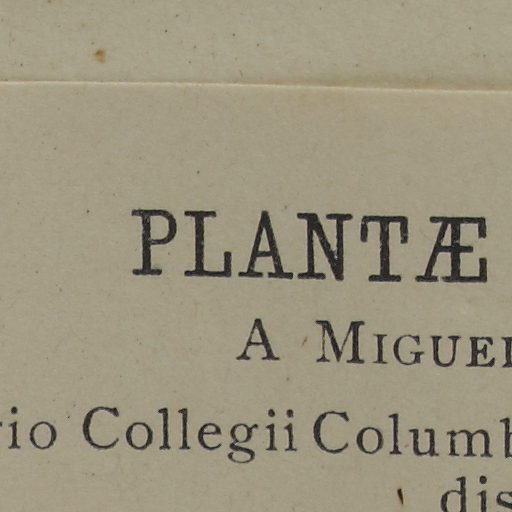 PLANTÆ
A MIGUEL
rio Collegii Columb
dis